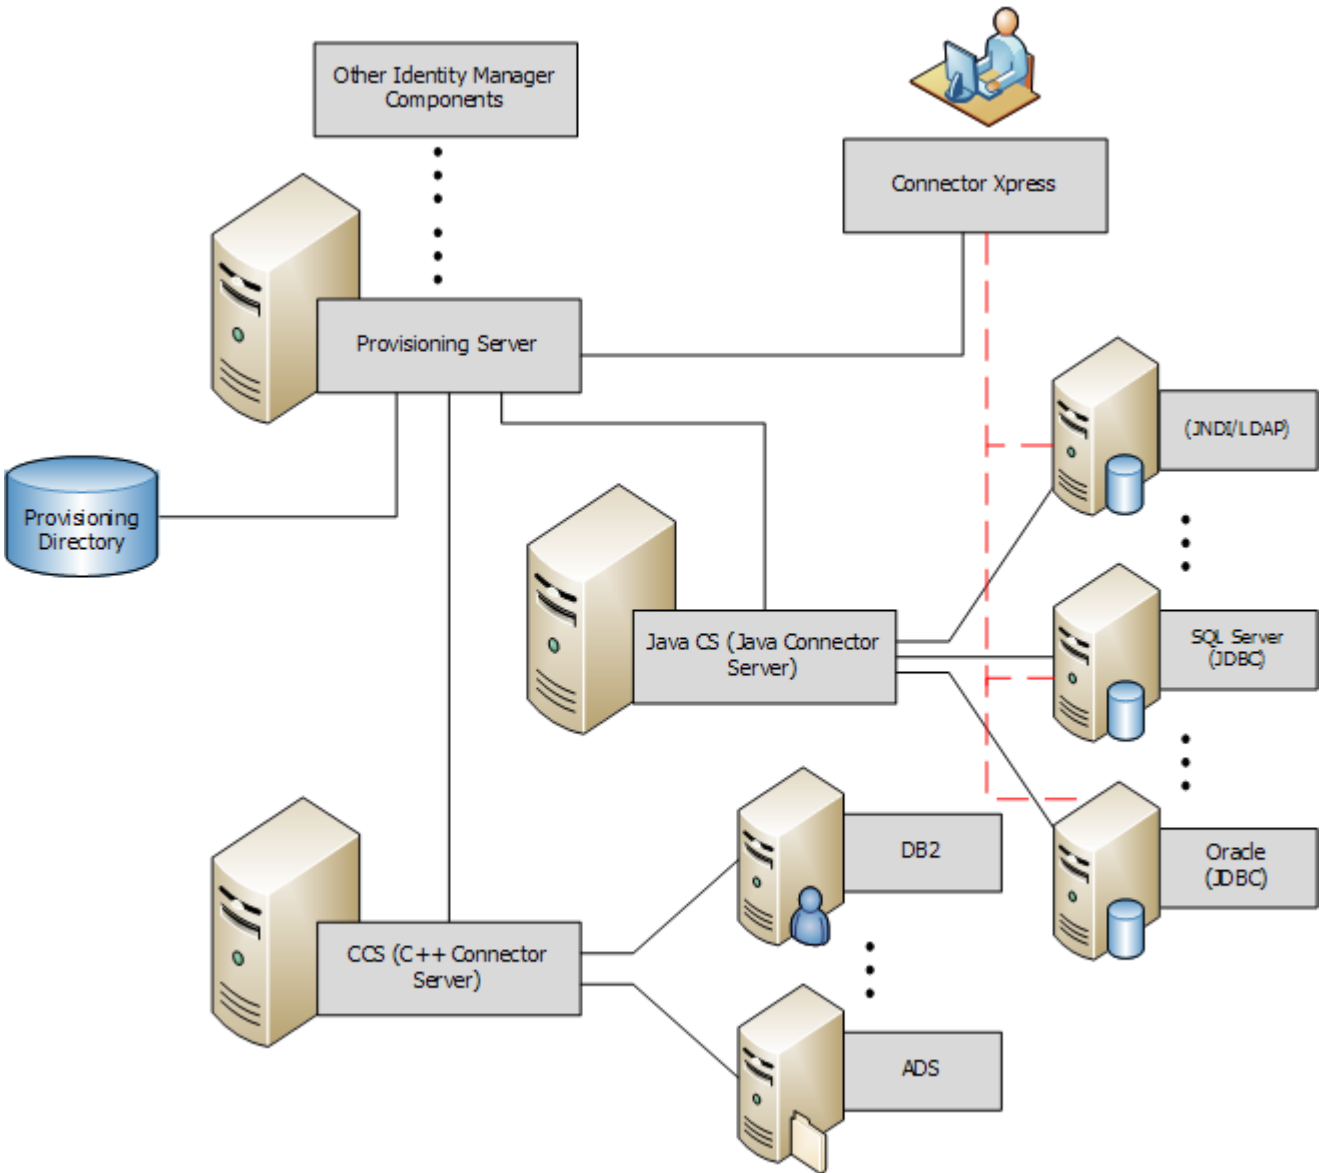 Other Identity Manager
Components
Connector Xpress
Provisioning Server
(JNDI/LDAP)
Provisioning
Directory
Java CS (Java Connector
Server)
SQL Server
(JDBC)
DB2
Oracle
(JDBC)
CCS (C++ Connector
Server)
ADS